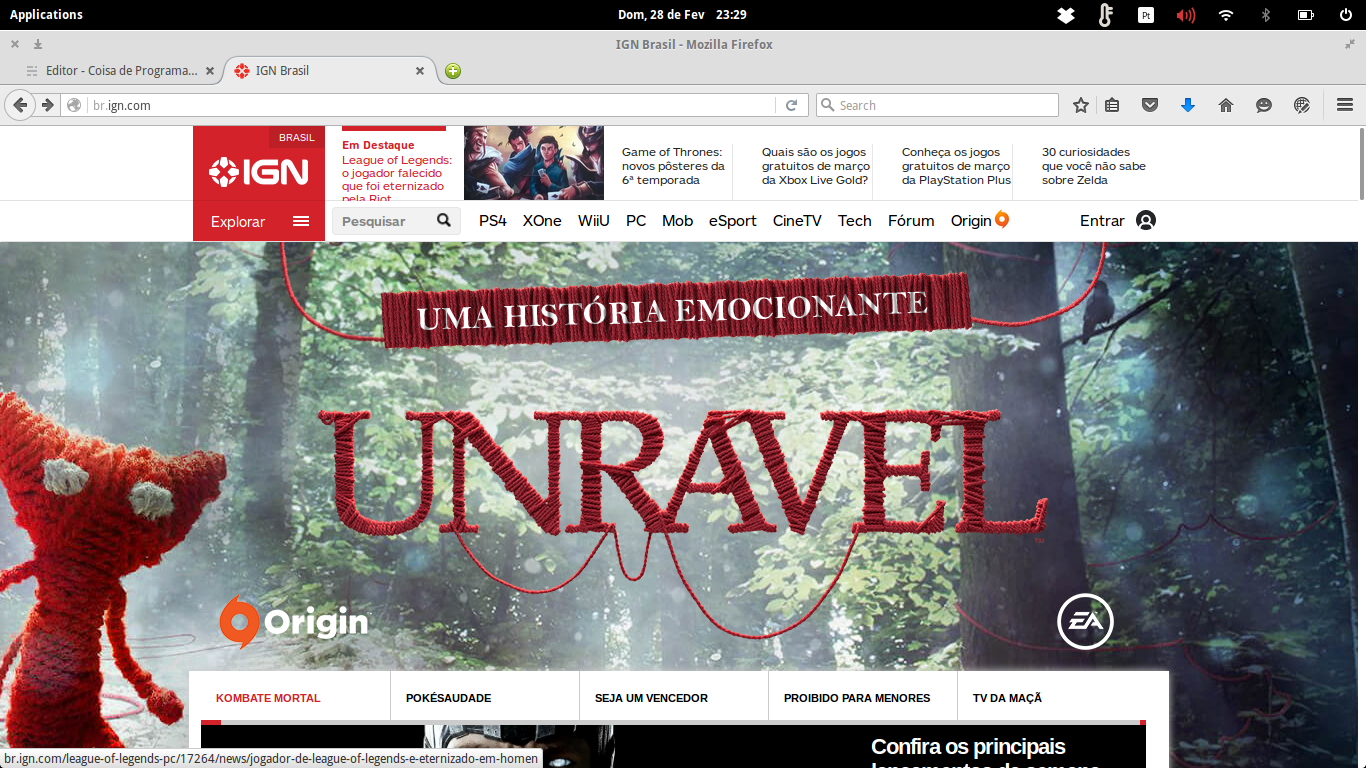 Applications
Dom, 28 de Fev 23:29
Pt
IGN Brasil - Mozilla Firefox
Editor - Coisa de Programa...
IGN Brasil
br.ign.com
Search
BRASIL
IGN
Em Destaque
League of Legends:
o jogador falecido
que foi eternizado
pela Riot
Game of Thrones:
novos pôsteres da
6ª temporada
Quais são os jogos
gratuitos de março
da Xbox Live Gold?
Conheça os jogos
gratuitos de março
da PlayStation Plus
30 curiosidades
que você não sabe
sobre Zelda
Explorar
Pesquisar
PS4 XOne WiiU PC Mob eSport CineTV Tech Fórum Origin
Entrar
UMA HISTÓRIA EMOCIONANTE
UNRAVEL
TM
Origin
EA
KOMBATE MORTAL
POKÉSAUDADE
SEJA UM VENCEDOR
PROIBIDO PARA MENORES
TV DA MAÇÃ
Confira os principais
lançamentos da semana
br.ign.com/league-of-legends-pc/17264/news/jogador-de-league-of-legends-e-eternizado-em-homen